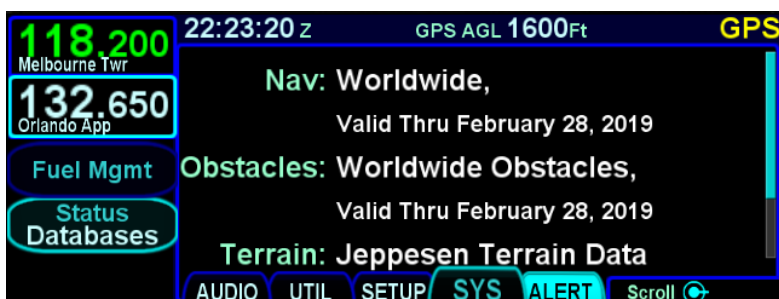 118.200
Melbourne Twr
132.650
Orlando App
Fuel Mgmt
Status
Databases
22:23:20 Z GPS AGL 1600Ft GPS
Nav: Worldwide,
Valid Thru February 28, 2019
Obstacles: Worldwide Obstacles,
Valid Thru February 28, 2019
Terrain: Jeppesen Terrain Data
AUDIO UTIL SETUP SYS ALERT Scroll